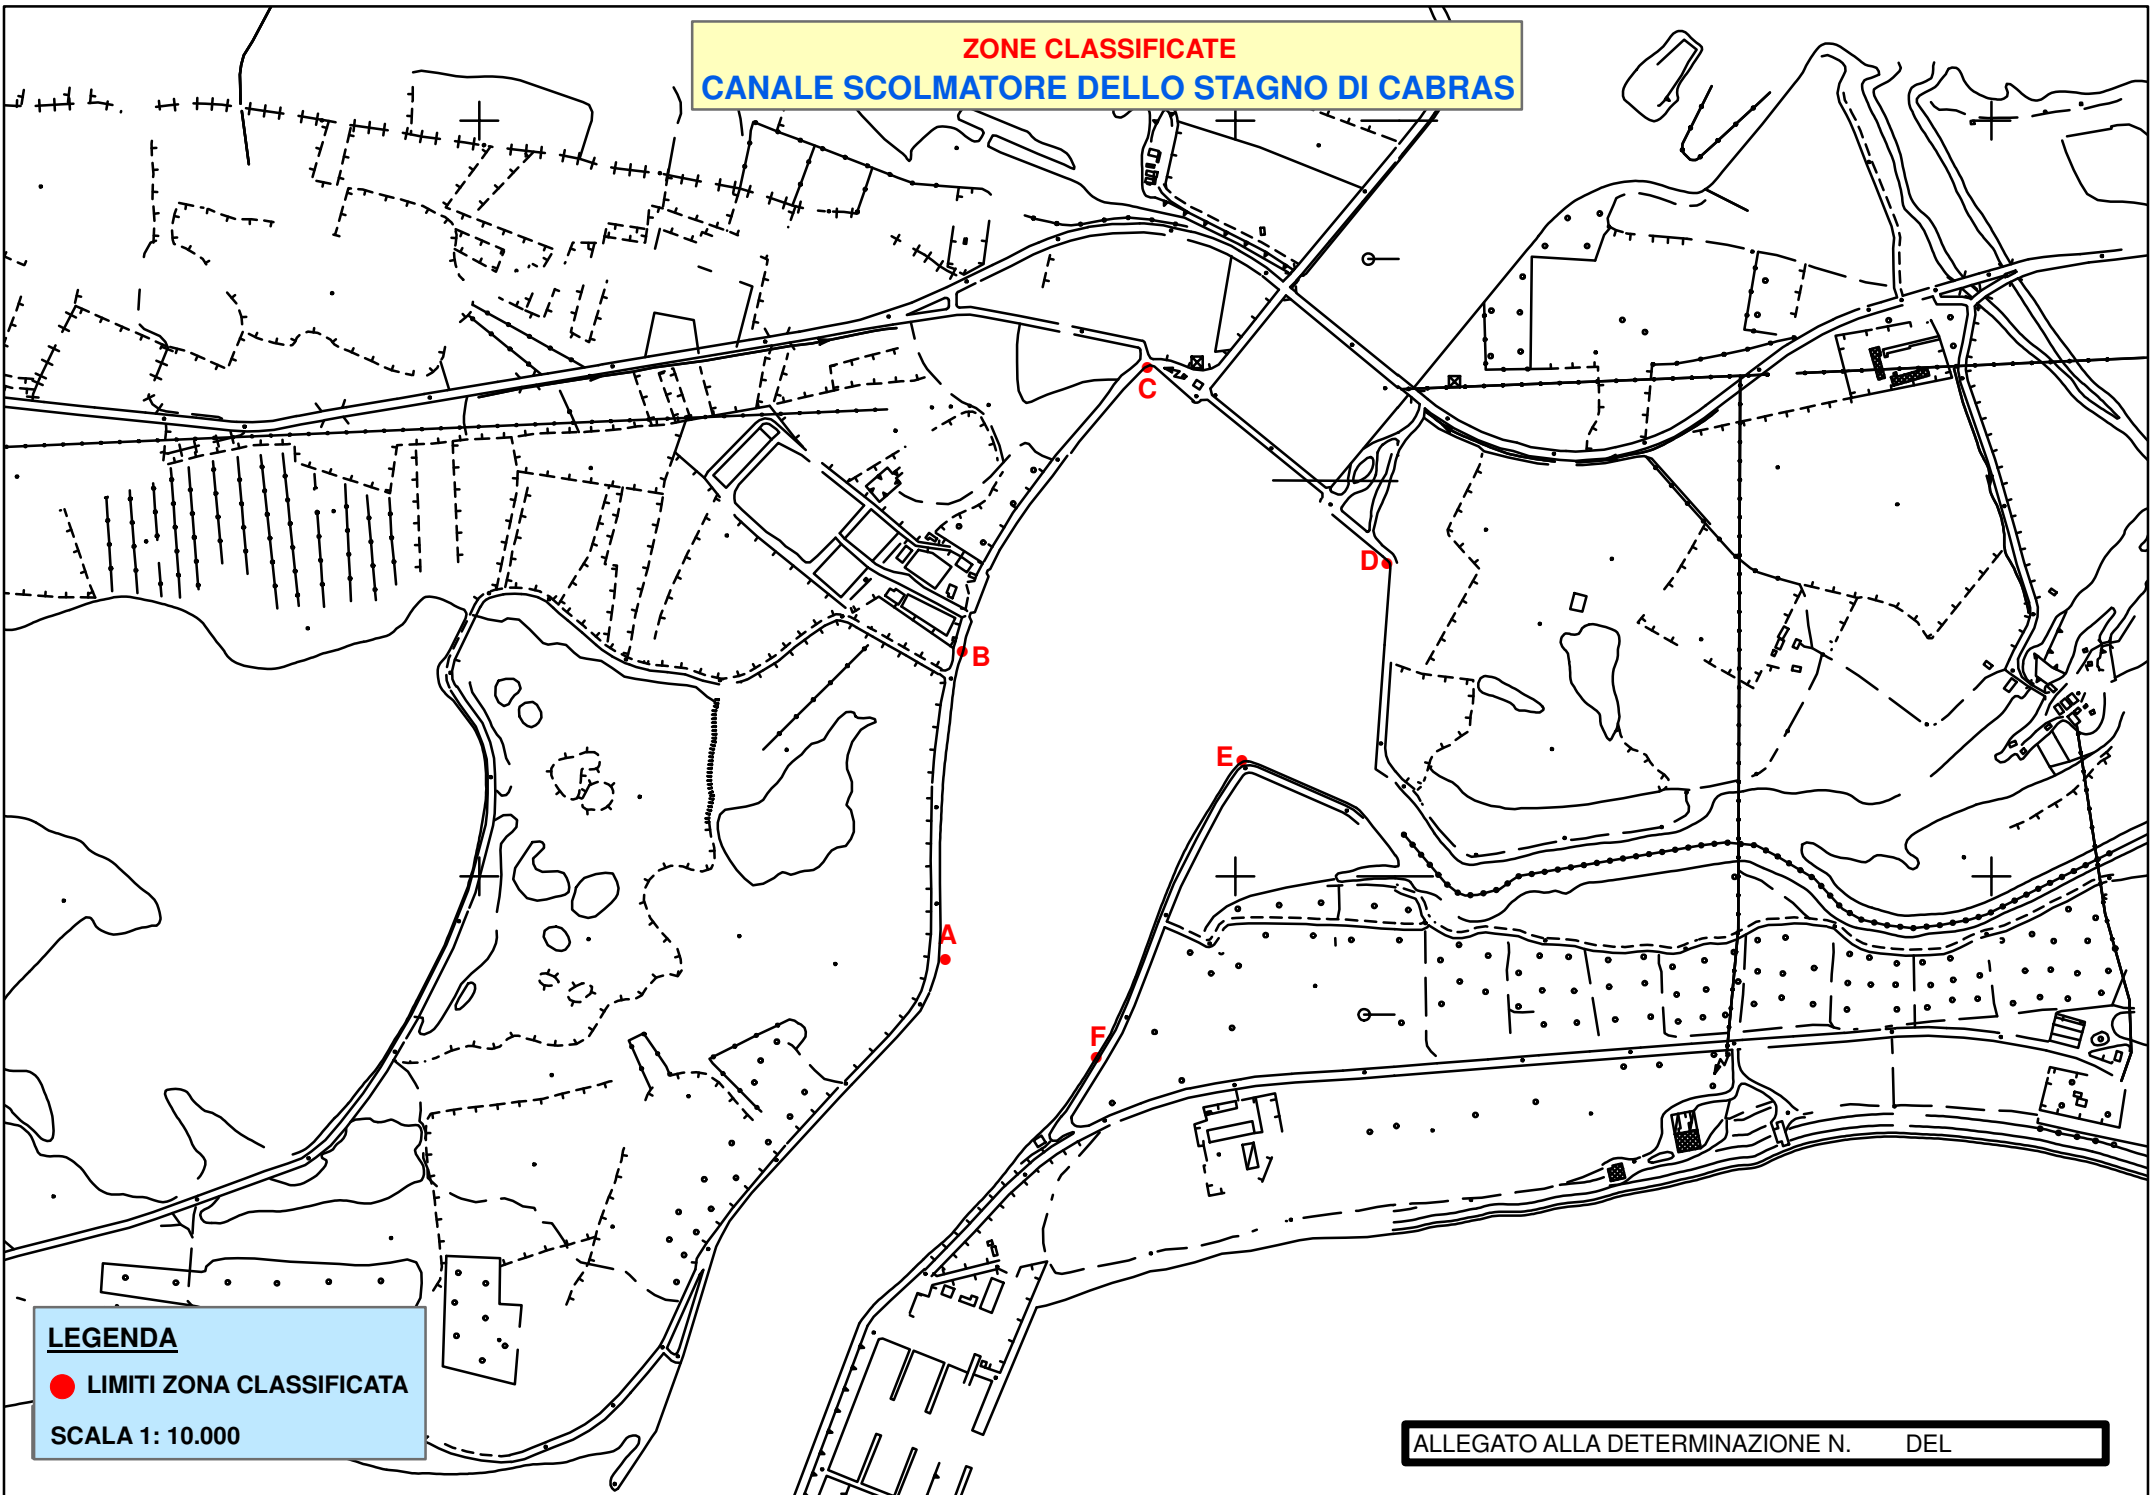 ZONE CLASSIFICATE
CANALE SCOLMATORE DELLO STAGNO DI CABRAS
C
D
B
E
A
F
LEGENDA
LIMITI ZONA CLASSIFICATA
SCALA 1: 10.000
ALLEGATO ALLA DETERMINAZIONE N. DEL